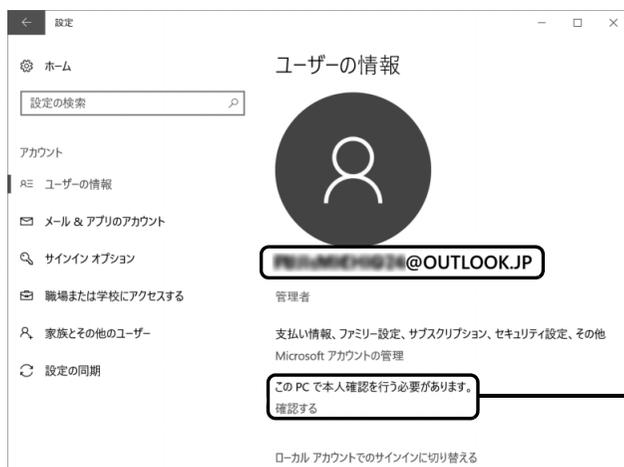 設定
ホーム
設定の検索
アカウント
ユーザーの情報
メール & アプリのアカウント
サインイン オプション
職場または学校にアクセスする
家族とその他のユーザー
設定の同期
ユーザーの情報
@OUTLOOK.JP
管理者
支払い情報、ファミリー設定、サブスクリプション、セキュリティ設定、その他
Microsoft アカウントの管理
この PC で本人確認を行う必要があります。
確認する
ローカル アカウントでのサインインに切り替える